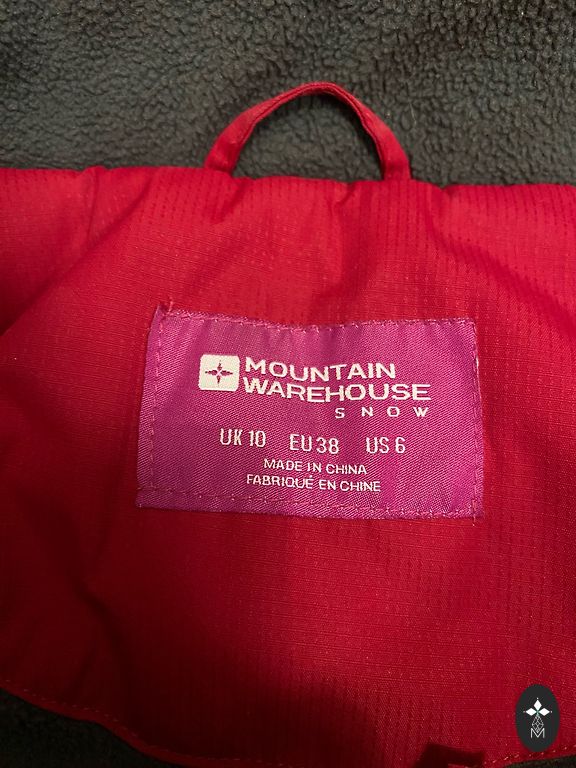 MOUNTAIN
WAREHOUSE
SNOW
UK 10 EU 38 US 6
MADE IN CHINA
FABRIQUÉ EN CHINE
M